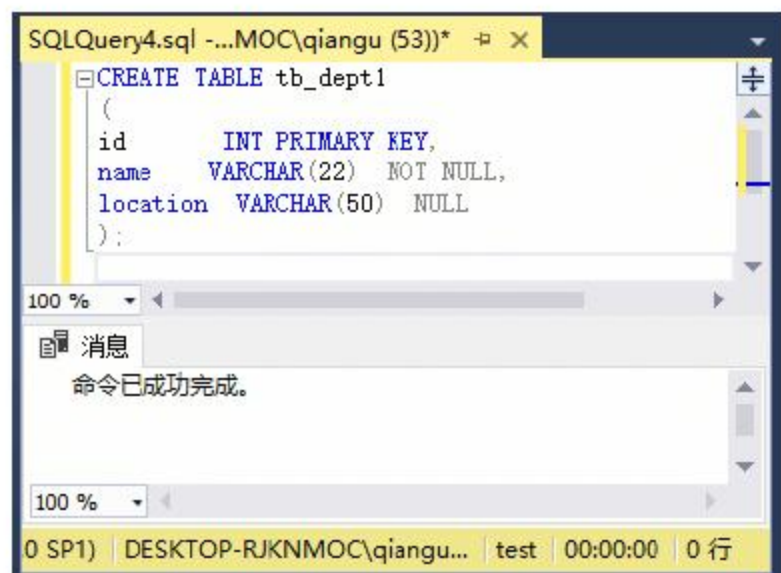 SQLQuery4.sql -...MOC\qiangu (53))*
CREATE TABLE tb_dept1
(
id INT PRIMARY KEY,
name VARCHAR(22) NOT NULL,
location VARCHAR(50) NULL
);
100 %
消息
命令已成功完成。
100 %
.0 SP1) DESKTOP-RJKNMOC\qiangu... test 00:00:00 0 行